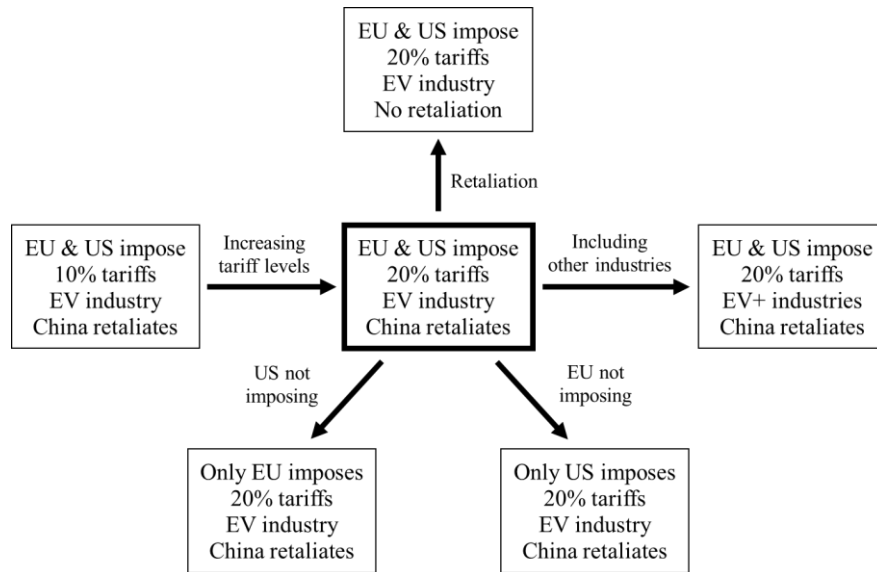 EU & US impose
20% tariffs
EV industry
No retaliation
Retaliation
EU & US impose
10% tariffs
EV industry
China retaliates
Increasing
tariff levels
EU & US impose
20% tariffs
EV industry
China retaliates
Including
other industries
EU & US impose
20% tariffs
EV+ industries
China retaliates
US not
imposing
EU not
imposing
Only EU imposes
20% tariffs
EV industry
China retaliates
Only US imposes
20% tariffs
EV industry
China retaliates